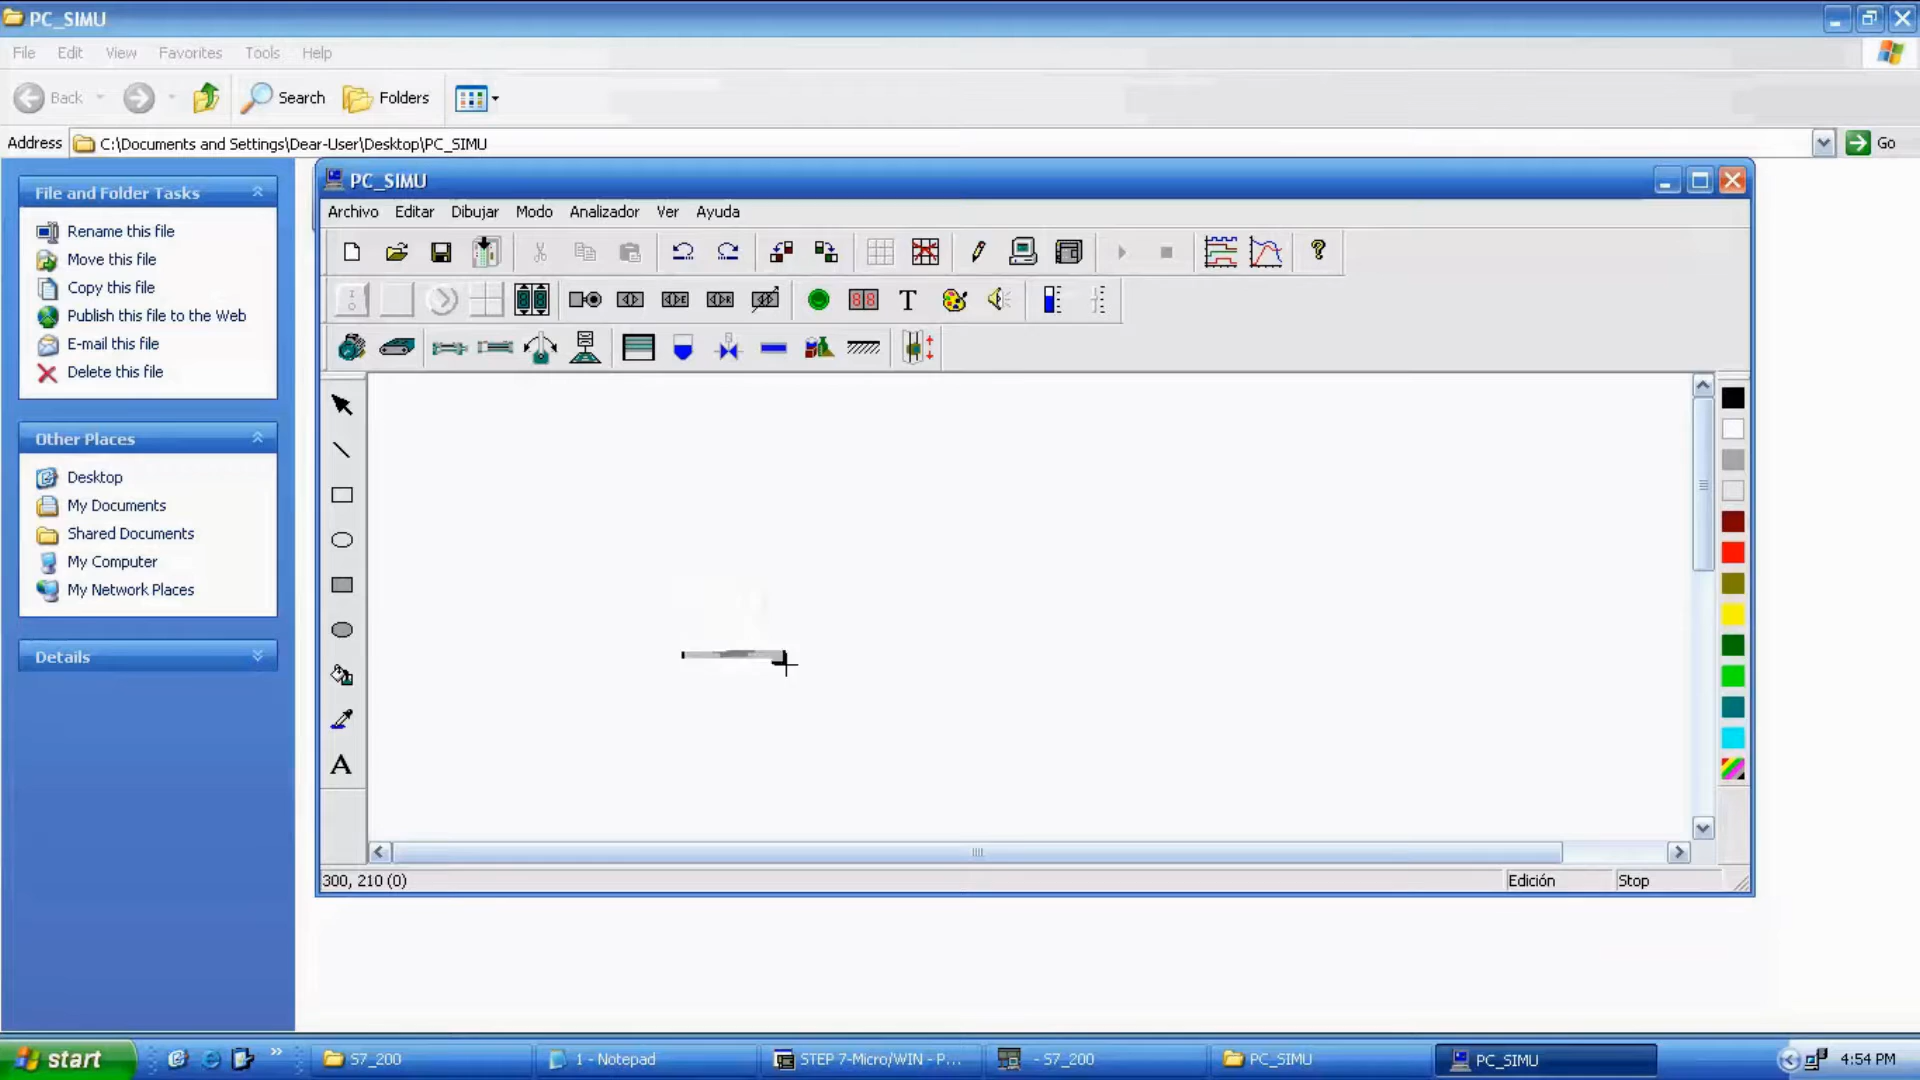 PC_SIMU
File Edit View Favorites Tools Help
Back Search Folders
Address C:\Documents and Settings\Dear-User\Desktop\PC_SIMU Go
File and Folder Tasks
Rename this file
Move this file
Copy this file
Publish this file to the Web
E-mail this file
Delete this file
Other Places
Desktop
My Documents
Shared Documents
My Computer
My Network Places
Details
PC_SIMU
Archivo Editar Dibujar Modo Analizador Ver Ayuda
T
A
300, 210 (0) Edición Stop
start S7_200 1 - Notepad STEP 7-Micro/WIN - P... - S7_200 PC_SIMU PC_SIMU 4:54 PM